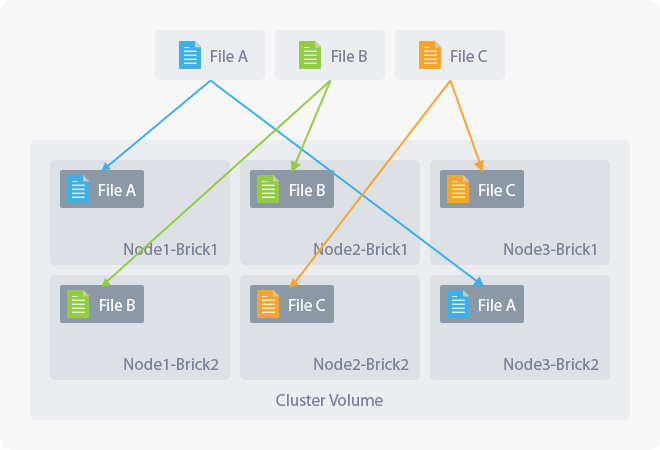 File A
File B
File C
File A
File B
File C
Node1-Brick1
Node2-Brick1
Node3-Brick1
File B
File C
File A
Node1-Brick2
Node2-Brick2
Node3-Brick2
Cluster Volume